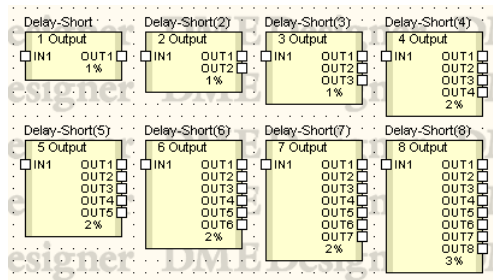 Delay-Short
1 Output
IN1 OUT1
1%
Delay-Short(2)
2 Output
IN1 OUT1
OUT2
1%
Delay-Short(3)
3 Output
IN1 OUT1
OUT2
OUT3
1%
Delay-Short(4)
4 Output
IN1 OUT1
OUT2
OUT3
OUT4
2%
Delay-Short(5)
5 Output
IN1 OUT1
OUT2
OUT3
OUT4
OUT5
2%
Delay-Short(6)
6 Output
IN1 OUT1
OUT2
OUT3
OUT4
OUT5
OUT6
2%
Delay-Short(7)
7 Output
IN1 OUT1
OUT2
OUT3
OUT4
OUT5
OUT6
OUT7
2%
Delay-Short(8)
8 Output
IN1 OUT1
OUT2
OUT3
OUT4
OUT5
OUT6
OUT7
OUT8
3%
esigner DME Designer